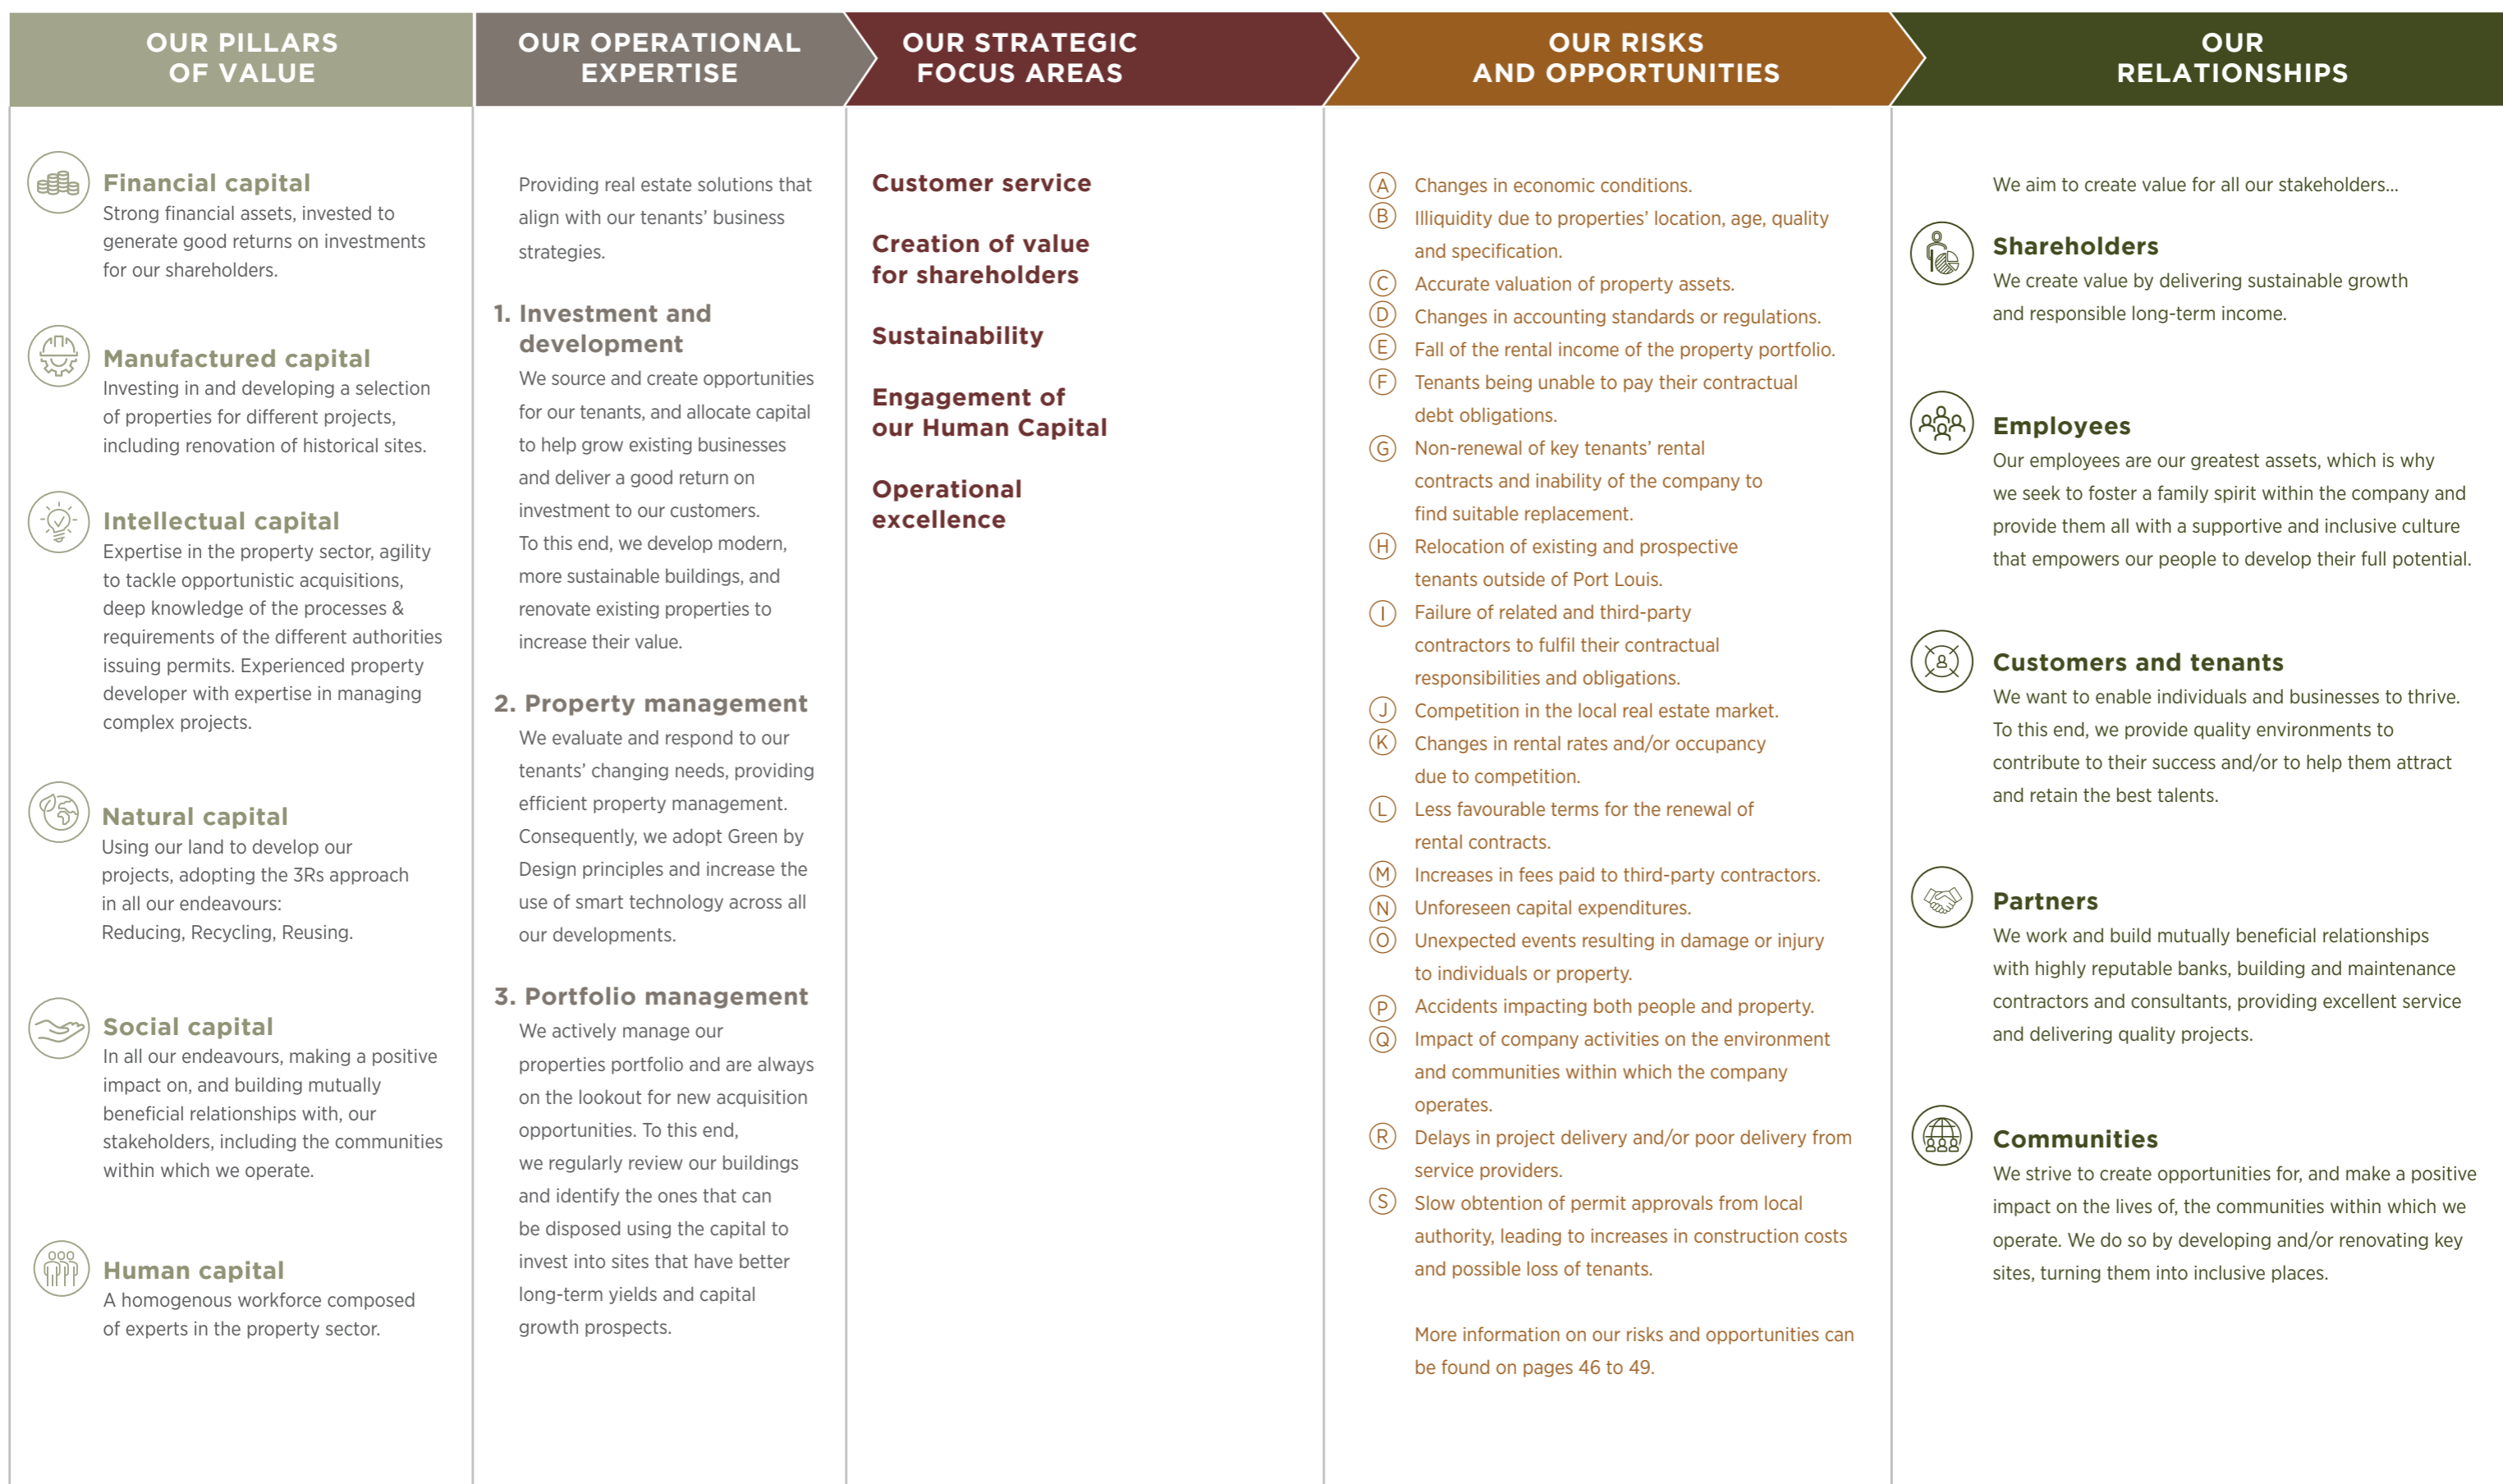 OUR PILLARS
OF VALUE
Financial capital
Strong financial assets, invested to
generate good returns on investments
for our shareholders.
Manufactured capital
Investing in and developing a selection
of properties for different projects,
including renovation of historical sites.
Intellectual capital
Expertise in the property sector, agility
to tackle opportunistic acquisitions,
deep knowledge of the processes &
requirements of the different authorities
issuing permits. Experienced property
developer with expertise in managing
complex projects.
Natural capital
Using our land to develop our
projects, adopting the 3Rs approach
in all our endeavours:
Reducing, Recycling, Reusing.
Social capital
In all our endeavours, making a positive
impact on, and building mutually
beneficial relationships with, our
stakeholders, including the communities
within which we operate.
Human capital
A homogenous workforce composed
of experts in the property sector.
OUR OPERATIONAL
EXPERTISE
Providing real estate solutions that
align with our tenants’ business
strategies.
1. Investment and
development
We source and create opportunities
for our tenants, and allocate capital
to help grow existing businesses
and deliver a good return on
investment to our customers.
To this end, we develop modern,
more sustainable buildings, and
renovate existing properties to
increase their value.
2. Property management
We evaluate and respond to our
tenants’ changing needs, providing
efficient property management.
Consequently, we adopt Green by
Design principles and increase the
use of smart technology across all
our developments.
3. Portfolio management
We actively manage our
properties portfolio and are always
on the lookout for new acquisition
opportunities. To this end,
we regularly review our buildings
and identify the ones that can
be disposed using the capital to
invest into sites that have better
long-term yields and capital
growth prospects.
OUR STRATEGIC
FOCUS AREAS
Customer service
Creation of value
for shareholders
Sustainability
Engagement of
our Human Capital
Operational
excellence
OUR RISKS
AND OPPORTUNITIES
A Changes in economic conditions.
B Illiquidity due to properties’ location, age, quality
and specification.
C Accurate valuation of property assets.
D Changes in accounting standards or regulations.
E Fall of the rental income of the property portfolio.
F Tenants being unable to pay their contractual
debt obligations.
G Non-renewal of key tenants’ rental
contracts and inability of the company to
find suitable replacement.
H Relocation of existing and prospective
tenants outside of Port Louis.
I Failure of related and third-party
contractors to fulfil their contractual
responsibilities and obligations.
J Competition in the local real estate market.
K Changes in rental rates and/or occupancy
due to competition.
L Less favourable terms for the renewal of
rental contracts.
M Increases in fees paid to third-party contractors.
N Unforeseen capital expenditures.
O Unexpected events resulting in damage or injury
to individuals or property.
P Accidents impacting both people and property.
Q Impact of company activities on the environment
and communities within which the company
operates.
R Delays in project delivery and/or poor delivery from
service providers.
S Slow obtention of permit approvals from local
authority, leading to increases in construction costs
and possible loss of tenants.
More information on our risks and opportunities can
be found on pages 46 to 49.
OUR
RELATIONSHIPS
We aim to create value for all our stakeholders...
Shareholders
We create value by delivering sustainable growth
and responsible long-term income.
Employees
Our employees are our greatest assets, which is why
we seek to foster a family spirit within the company and
provide them all with a supportive and inclusive culture
that empowers our people to develop their full potential.
Customers and tenants
We want to enable individuals and businesses to thrive.
To this end, we provide quality environments to
contribute to their success and/or to help them attract
and retain the best talents.
Partners
We work and build mutually beneficial relationships
with highly reputable banks, building and maintenance
contractors and consultants, providing excellent service
and delivering quality projects.
Communities
We strive to create opportunities for, and make a positive
impact on the lives of, the communities within which we
operate. We do so by developing and/or renovating key
sites, turning them into inclusive places.